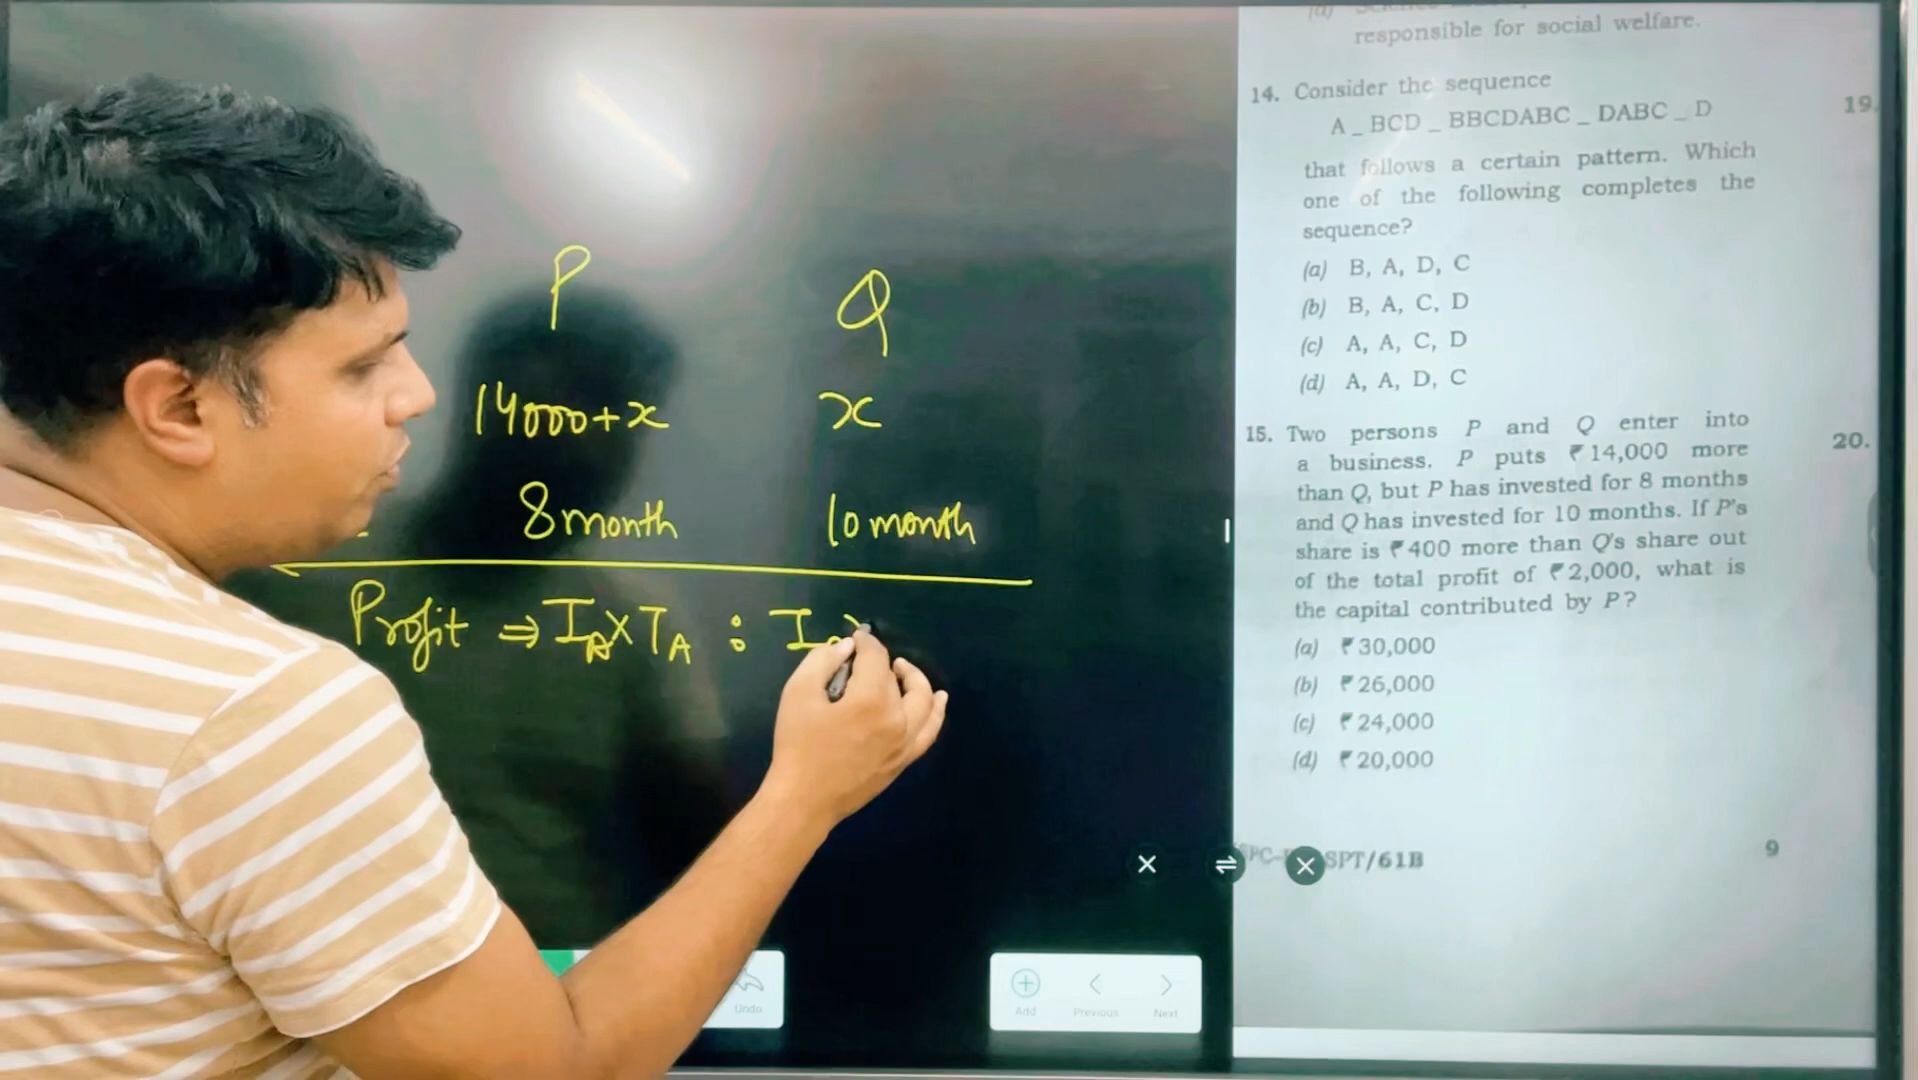 P Q
14000+x x
8 month 10 month
Profit ⇒ I_A × T_A : I
Undo
Add Previous Next
responsible for social welfare.
14. Consider the sequence
A _ BCD _ BBCDABC _ DABC _ D
that follows a certain pattern. Which
one of the following completes the
sequence?
(a) B, A, D, C
(b) B, A, C, D
(c) A, A, C, D
(d) A, A, D, C
15. Two persons P and Q enter into
a business. P puts ₹14,000 more
than Q, but P has invested for 8 months
and Q has invested for 10 months. If P's
share is ₹400 more than Q's share out
of the total profit of ₹2,000, what is
the capital contributed by P?
(a) ₹30,000
(b) ₹26,000
(c) ₹24,000
(d) ₹20,000
SPT/61B
9
19.
20.